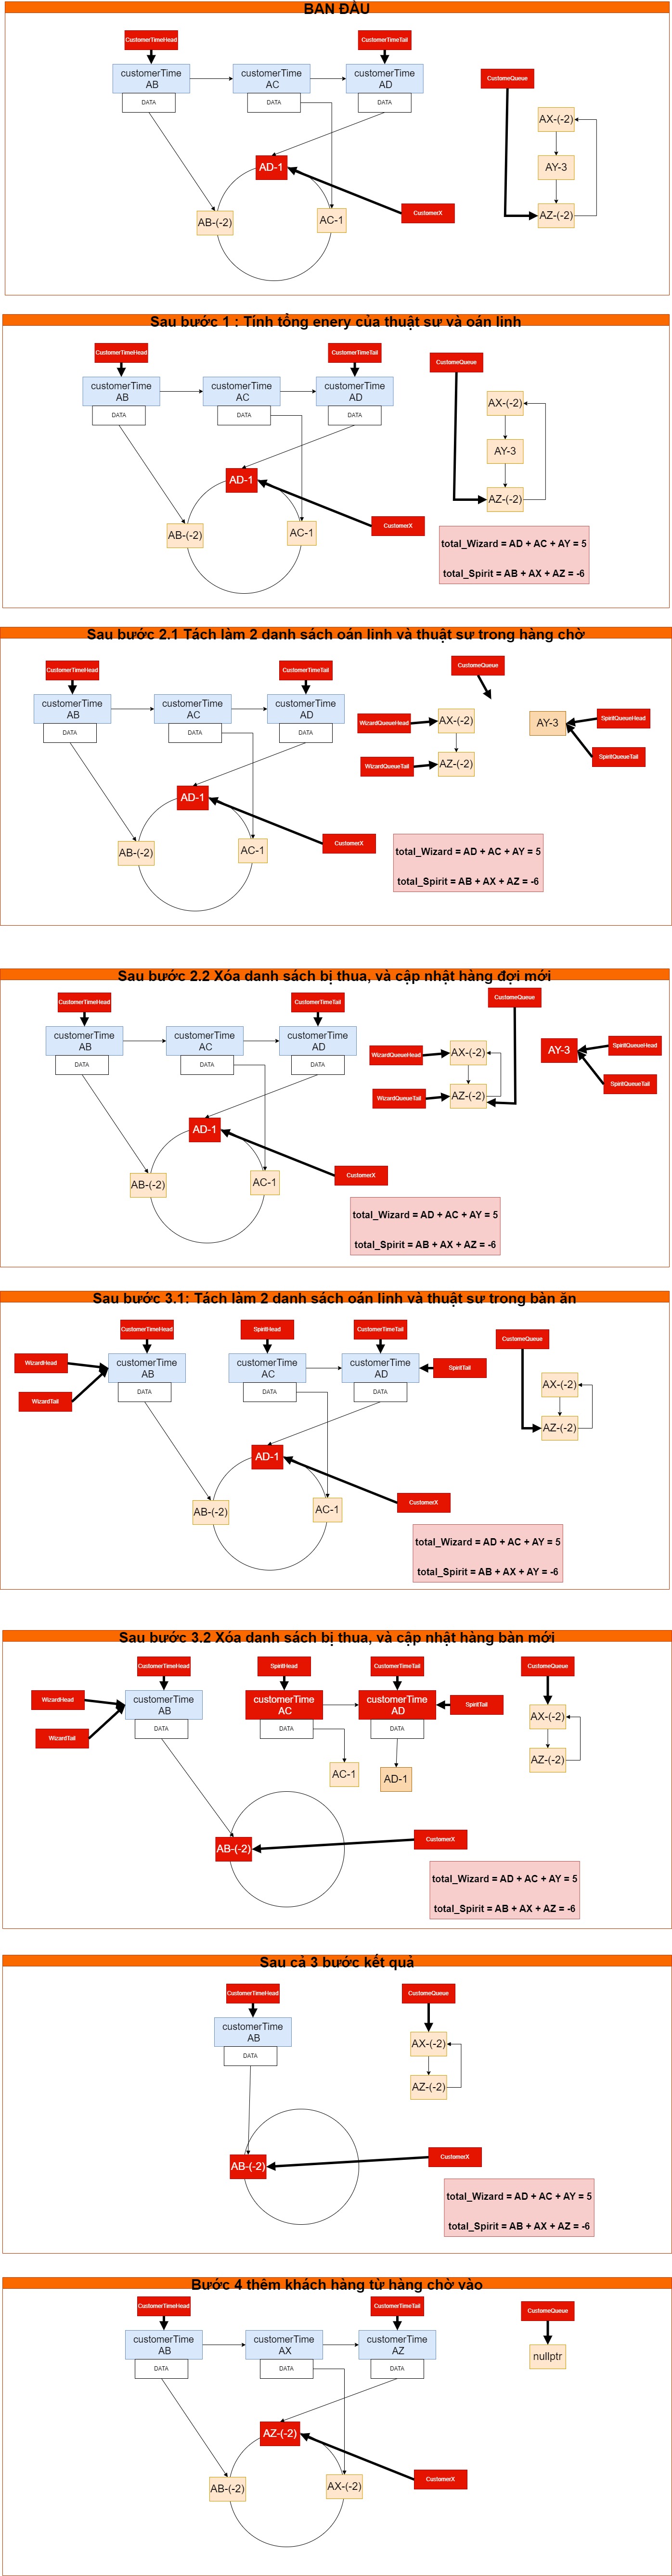 BAN ĐẦU
CustomerTimeHead
CustomerTimeTail
customerTime
AB
customerTime
AC
customerTime
AD
CustomeQueue
DATA
DATA
DATA
AX-(-2)
AD-1
AY-3
AB-(-2)
AC-1
CustomerX
AZ-(-2)
Sau bước 1 : Tính tổng enery của thuật sư và oán linh
CustomerTimeHead
CustomerTimeTail
CustomeQueue
customerTime
AB
customerTime
AC
customerTime
AD
DATA
DATA
DATA
AX-(-2)
AY-3
AD-1
AZ-(-2)
AB-(-2)
AC-1
CustomerX
total_Wizard = AD + AC + AY = 5
total_Spirit = AB + AX + AZ = -6
Sau bước 2.1 Tách làm 2 danh sách oán linh và thuật sư trong hàng chờ
CustomerTimeHead
CustomerTimeTail
CustomeQueue
customerTime
AB
customerTime
AC
customerTime
AD
DATA
DATA
DATA
WizardQueueHead
AX-(-2)
AY-3
SpiritQueueHead
WizardQueueTail
AZ-(-2)
SpiritQueueTail
AD-1
AB-(-2)
AC-1
CustomerX
total_Wizard = AD + AC + AY = 5
total_Spirit = AB + AX + AZ = -6
Sau bước 2.2 Xóa danh sách bị thua, và cập nhật hàng đợi mới
CustomerTimeHead
CustomerTimeTail
CustomeQueue
customerTime
AB
customerTime
AC
customerTime
AD
DATA
DATA
DATA
WizardQueueHead
AX-(-2)
AY-3
SpiritQueueHead
WizardQueueTail
AZ-(-2)
SpiritQueueTail
AD-1
AB-(-2)
AC-1
CustomerX
total_Wizard = AD + AC + AY = 5
total_Spirit = AB + AX + AZ = -6
Sau bước 3.1: Tách làm 2 danh sách oán linh và thuật sư trong bàn ăn
CustomerTimeHead
SpiritHead
CustomerTimeTail
CustomeQueue
WizardHead
WizardTail
customerTime
AB
customerTime
AC
customerTime
AD
SpiritTail
DATA
DATA
DATA
AX-(-2)
AZ-(-2)
AD-1
AB-(-2)
AC-1
CustomerX
total_Wizard = AD + AC + AY = 5
total_Spirit = AB + AX + AY = -6
Sau bước 3.2 Xóa danh sách bị thua, và cập nhật hàng bàn mới
CustomerTimeHead
SpiritHead
CustomerTimeTail
CustomeQueue
WizardHead
WizardTail
customerTime
AB
customerTime
AC
customerTime
AD
SpiritTail
DATA
DATA
DATA
AX-(-2)
AZ-(-2)
AC-1
AD-1
AB-(-2)
CustomerX
total_Wizard = AD + AC + AY = 5
total_Spirit = AB + AX + AZ = -6
Sau cả 3 bước kết quả
CustomerTimeHead
CustomeQueue
customerTime
AB
DATA
AX-(-2)
AZ-(-2)
AB-(-2)
CustomerX
total_Wizard = AD + AC + AY = 5
total_Spirit = AB + AX + AZ = -6
Bước 4 thêm khách hàng từ hàng chờ vào
CustomerTimeHead
CustomerTimeTail
CustomeQueue
customerTime
AB
customerTime
AX
customerTime
AZ
DATA
DATA
DATA
nullptr
AZ-(-2)
AB-(-2)
AX-(-2)
CustomerX